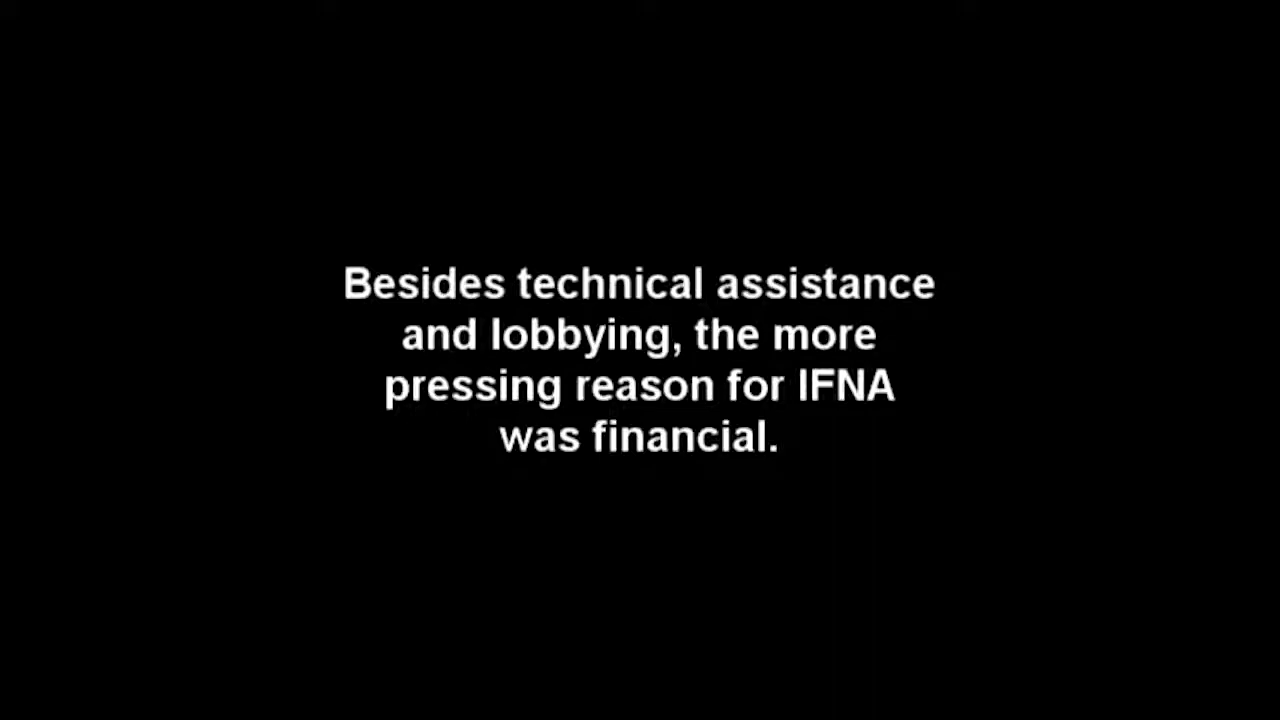 Besides technical assistance
and lobbying, the more
pressing reason for IFNA
was financial.